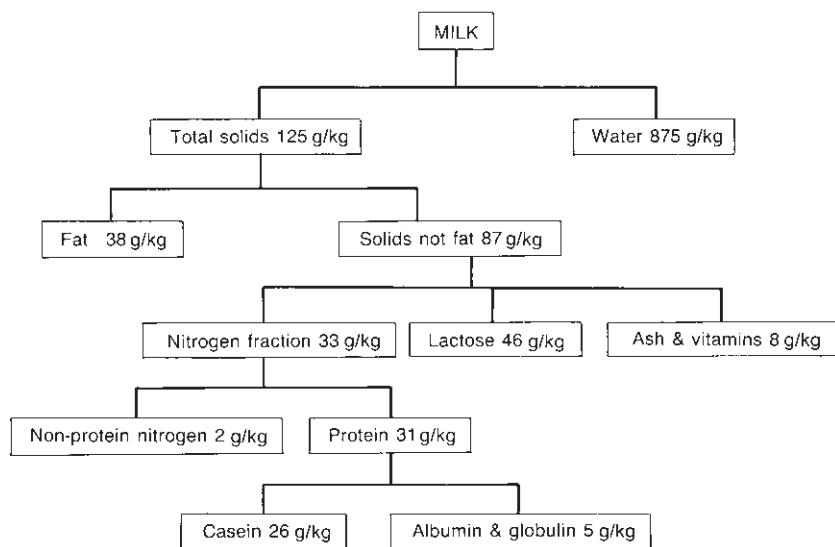 MILK
Total solids 125 g/kg
Water 875 g/kg
Fat 38 g/kg
Solids not fat 87 g/kg
Nitrogen fraction 33 g/kg
Lactose 46 g/kg
Ash & vitamins 8 g/kg
Non-protein nitrogen 2 g/kg
Protein 31 g/kg
Casein 26 g/kg
Albumin & globulin 5 g/kg